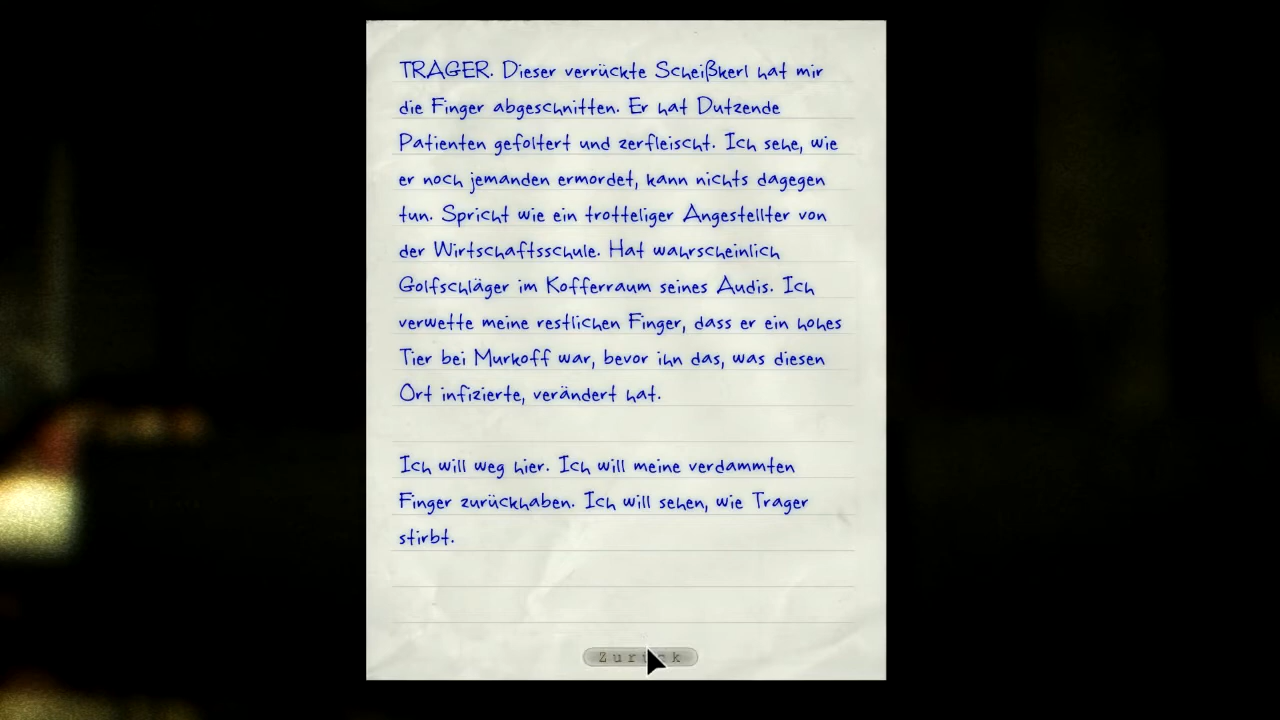 TRAGER. Dieser verrückte Scheißkerl hat mir
die Finger abgeschnitten. Er hat Dutzende
Patienten gefoltert und zerfleischt. Ich sehe, wie
er noch jemanden ermordet, kann nichts dagegen
tun. Spricht wie ein trotteliger Angestellter von
der Wirtschaftsschule. Hat wahrscheinlich
Golfschläger im Kofferraum seines Audis. Ich
verwette meine restlichen Finger, dass er ein hohes
Tier bei Murkoff war, bevor ihn das, was diesen
Ort infizierte, verändert hat.
Ich will weg hier. Ich will meine verdammten
Finger zurückhaben. Ich will sehen, wie Trager
stirbt.
Zurück